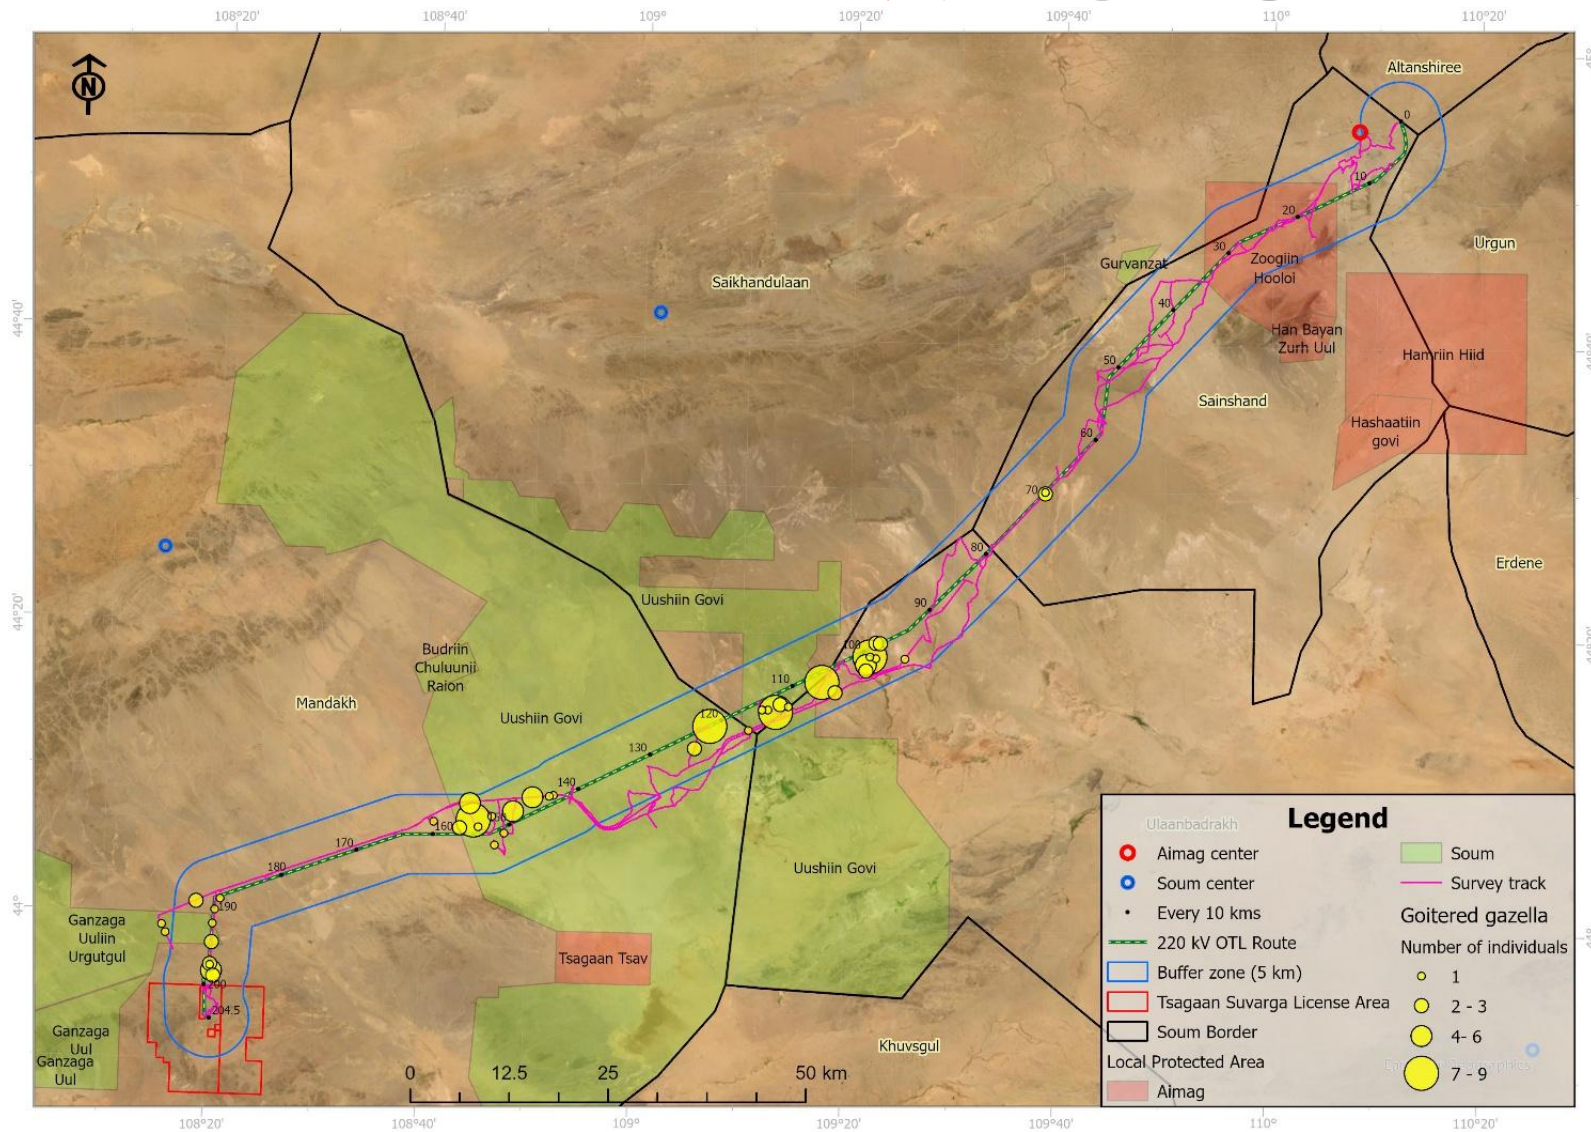 108°20'
108°40'
109°
109°20'
109°40'
110°
110°20'
N
Altanshiree
0
10
20
30
Urgun
Gurvanzat
Zoogiin
Hooloi
Saikhandulaan
40
44°40'
Han Bayan
Zurh Uul
Hamriin Hiid
50
Sainshand
Hashaatiin
govi
60
70
80
Erdene
Uushiin Govi
90
44°20'
100
Budriin
Chuluunii
Raion
110
Mandakh
Uushiin Govi
120
130
140
160
170
180
Uushiin Govi
190
44°
Ganzaga
Uuliin
Urgutgul
Tsagaan Tsav
200
204.5
Ganzaga
Uul
Ganzaga
Uul
Khuvsgul
0
12.5
25
50 km
Ulaanbadrakh
Legend
Aimag center
Soum center
Every 10 kms
220 kV OTL Route
Buffer zone (5 km)
Tsagaan Suvarga License Area
Soum Border
Local Protected Area
Aimag
Soum
Survey track
Goitered gazella
Number of individuals
1
2 - 3
4- 6
7 - 9
108°20'
108°40'
109°
109°20'
109°40'
110°
110°20'